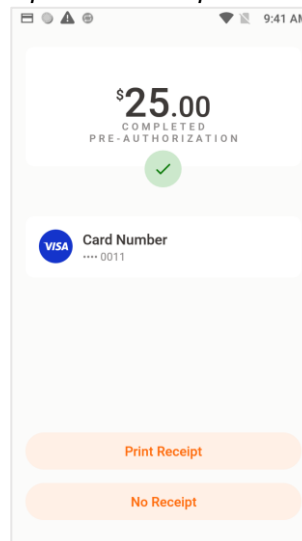 9:41 AM
$25.00
COMPLETED
PRE-AUTHORIZATION
VISA
Card Number
•••• 0011
Print Receipt
No Receipt